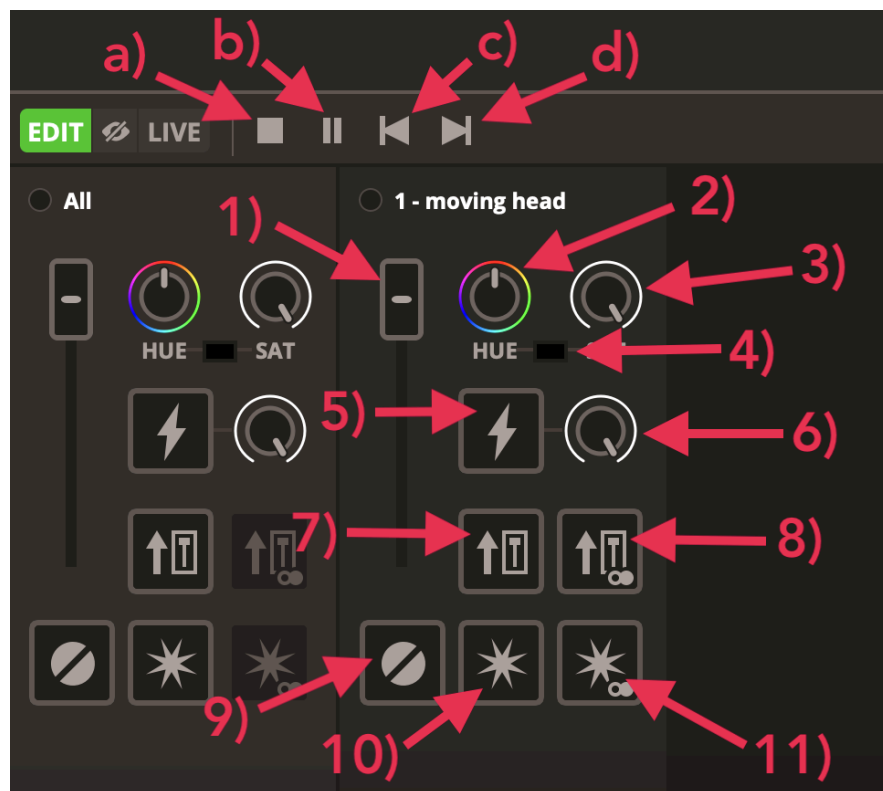 a)
b)
c)
d)
EDIT
LIVE
All
1 - moving head
1)
2)
3)
HUE
SAT
HUE
4)
5)
6)
7)
8)
9)
10)
11)